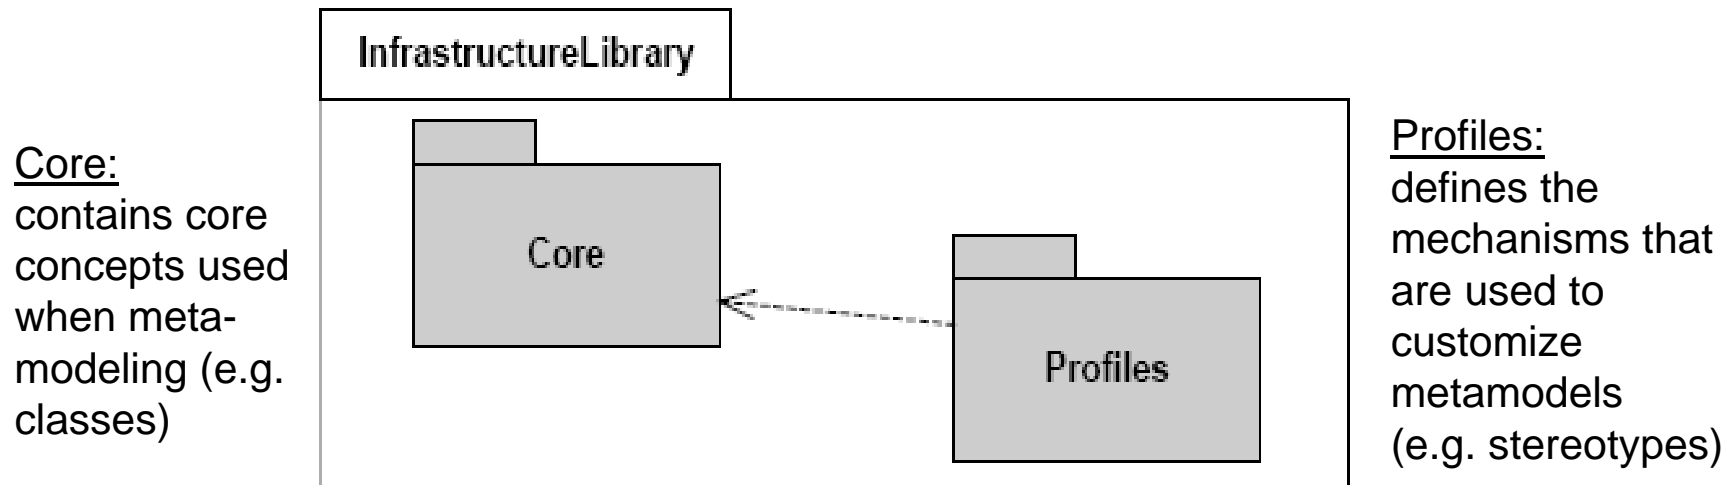 InfrastructureLibrary
Core:
contains core
concepts used
when meta-
modeling (e.g.
classes)
Core
Profiles
Profiles:
defines the
mechanisms that
are used to
customize
metamodels
(e.g. stereotypes)